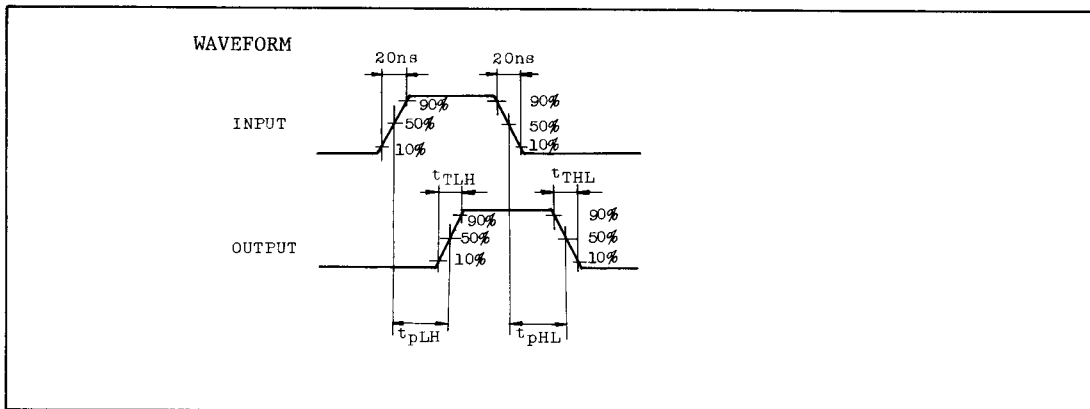 WAVEFORM
20ns 20ns
90% 90%
INPUT 50% 50%
10% 10%
tTLH tTHL
90% 90%
OUTPUT 50% 50%
10% 10%
tpLH tpHL